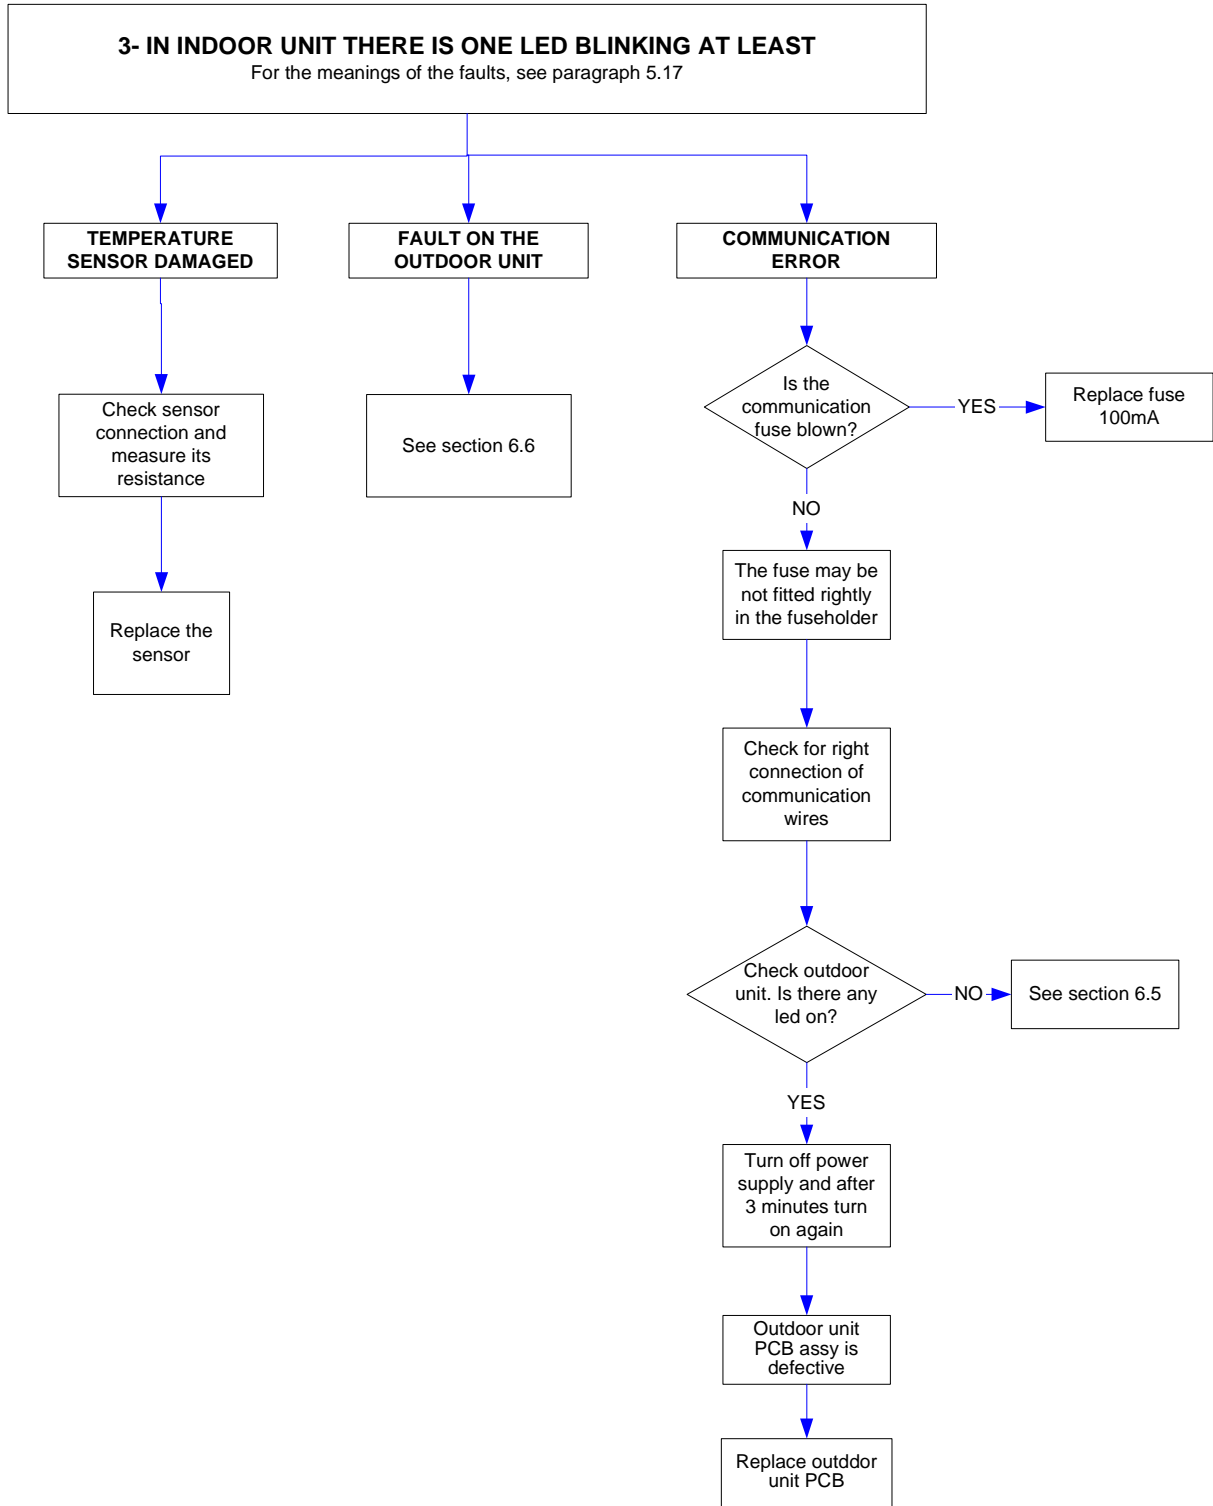 3- IN INDOOR UNIT THERE IS ONE LED BLINKING AT LEAST
For the meanings of the faults, see paragraph 5.17
TEMPERATURE
SENSOR DAMAGED
FAULT ON THE
OUTDOOR UNIT
COMMUNICATION
ERROR
Check sensor
connection and
measure its
resistance
See section 6.6
Is the
communication
fuse blown?
YES
Replace fuse
100mA
NO
The fuse may be
not fitted rightly
in the fuseholder
Replace the
sensor
Check for right
connection of
communication
wires
Check outdoor
unit. Is there any
led on?
NO
See section 6.5
YES
Turn off power
supply and after
3 minutes turn
on again
Outdoor unit
PCB assy is
defective
Replace outddor
unit PCB